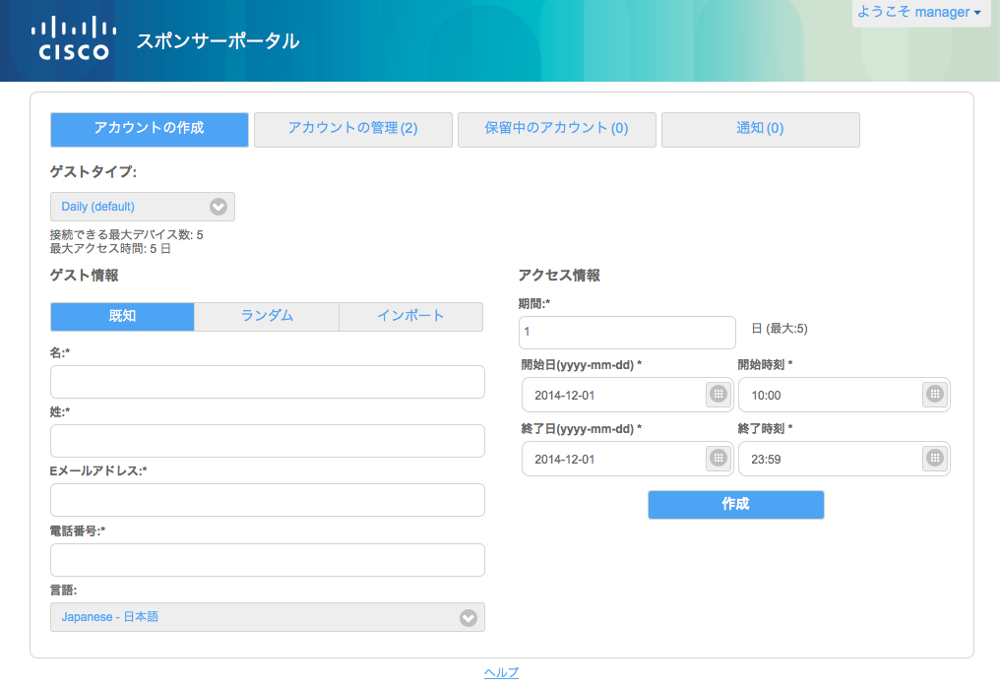 ようこそ manager
CISCO
スポンサーポータル
アカウントの作成
アカウントの管理 (2)
保留中のアカウント (0)
通知 (0)
ゲストタイプ:
Daily (default)
接続できる最大デバイス数: 5
最大アクセス時間: 5 日
ゲスト情報
既知
ランダム
インポート
名:*
姓:*
Eメールアドレス:*
電話番号:*
言語:
Japanese - 日本語
アクセス情報
期間:*
1
日 (最大:5)
開始日(yyyy-mm-dd) *
開始時刻 *
2014-12-01
10:00
終了日(yyyy-mm-dd) *
終了時刻 *
2014-12-01
23:59
作成
ヘルプ